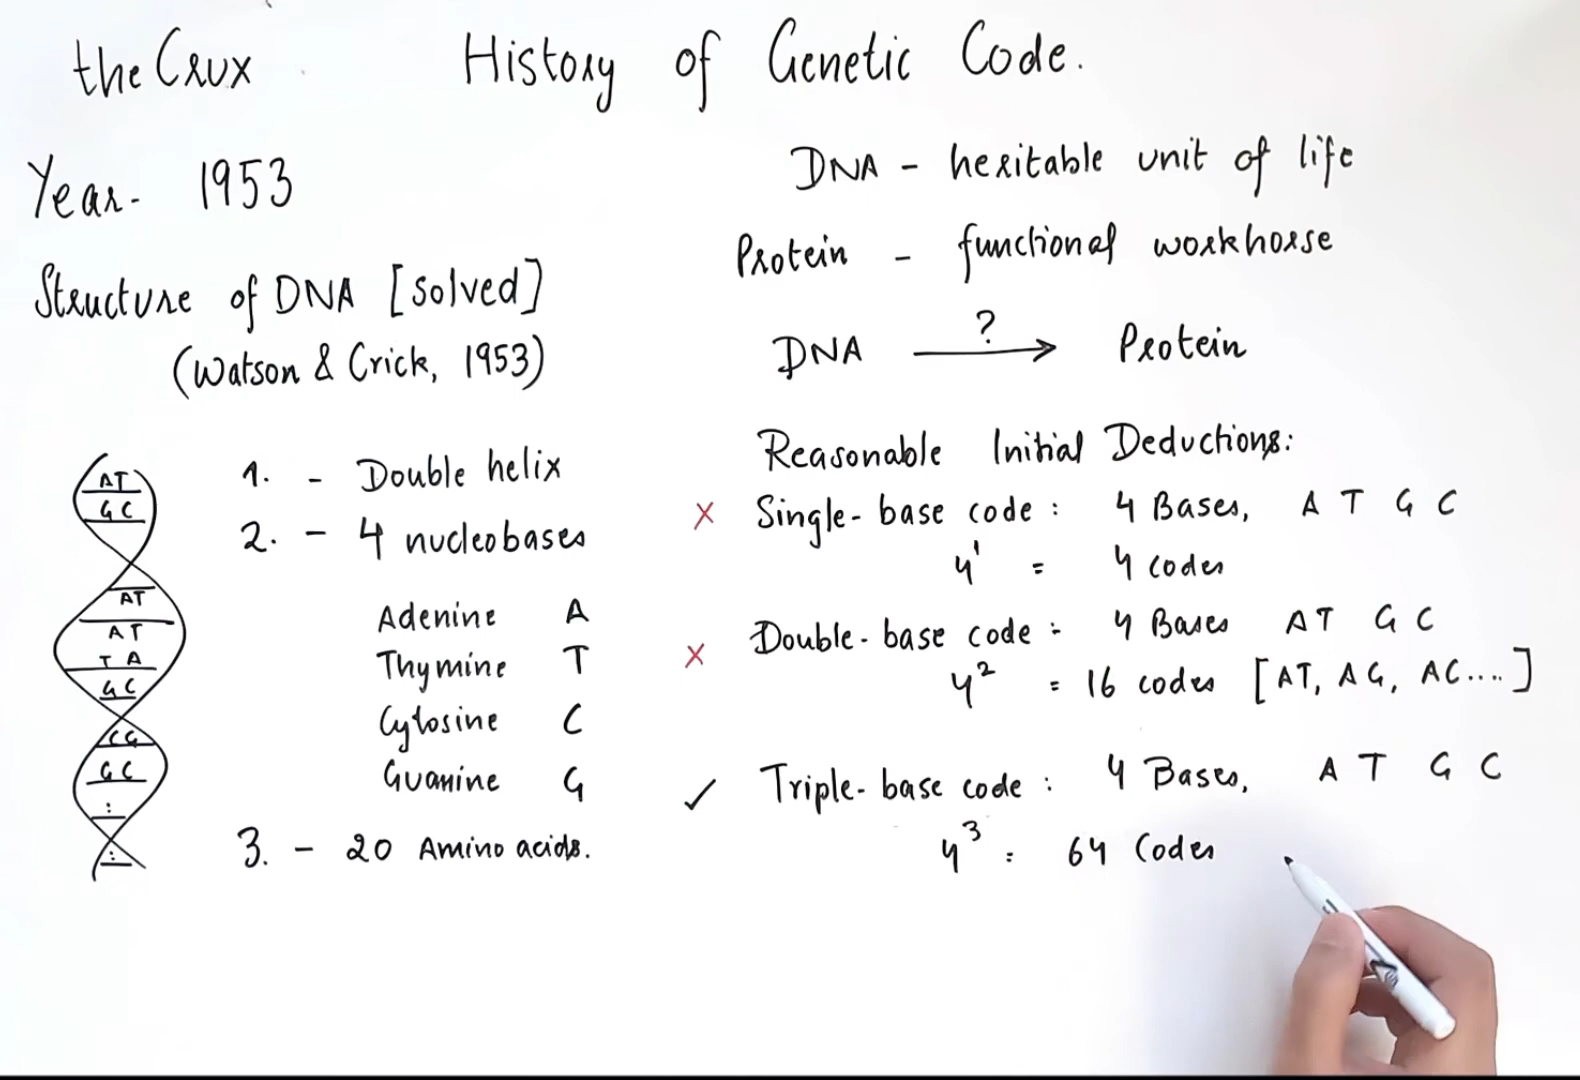 the Crux
History of Genetic Code.
Year- 1953
Structure of DNA [solved]
(Watson & Crick, 1953)
AT
GC
AT
AT
TA
GC
CG
GC
:
:
1. - Double helix
2. - 4 nucleobases
Adenine A
Thymine T
Cytosine C
Guanine G
3. - 20 Amino acids.
DNA - heritable unit of life
Protein - functional workhorse
?
DNA → Protein
Reasonable Initial Deductions:
✗ Single-base code : 4 Bases, A T G C
4¹ = 4 codes
✗ Double-base code : 4 Bases A T G C
4² = 16 codes [AT, AG, AC....]
✓ Triple-base code : 4 Bases, A T G C
4³ = 64 Codes